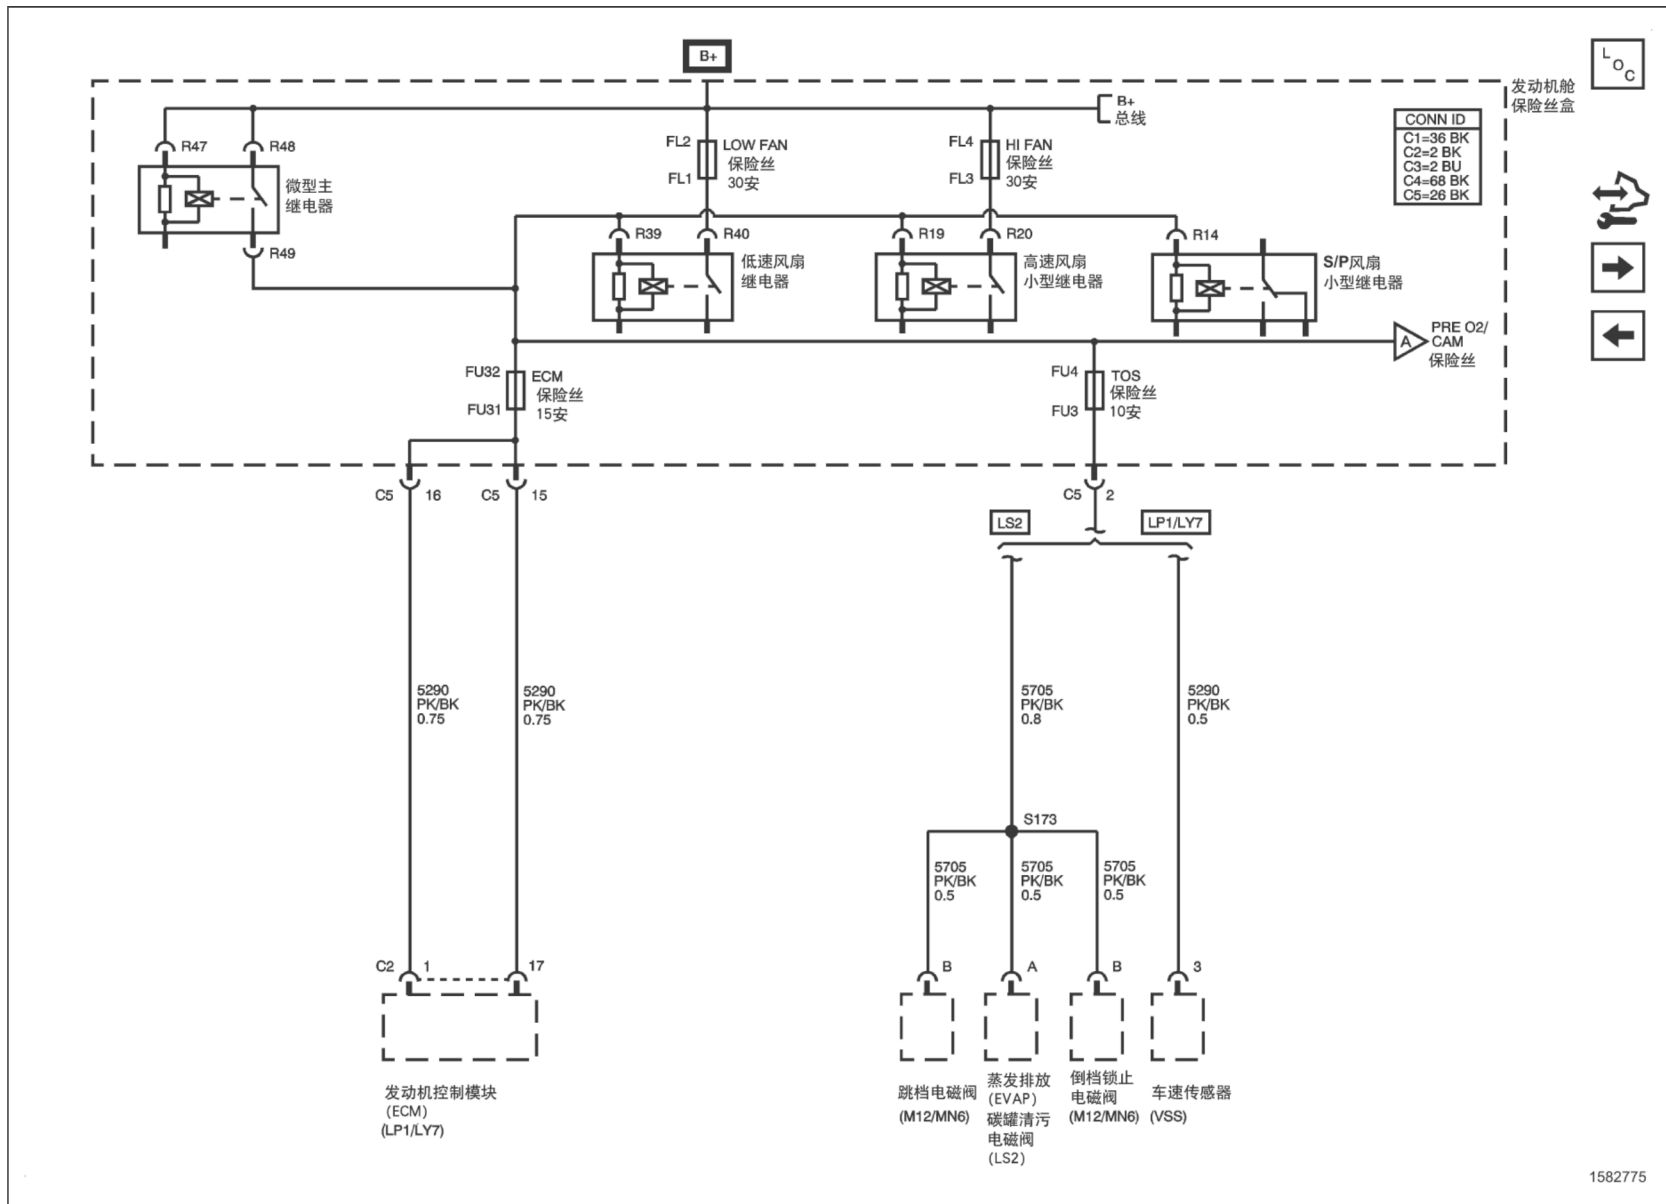 B+
L
O
C
发动机舱
保险丝盒
B+
总线
CONN ID
C1=36 BK
C2=2 BK
C3=2 BU
C4=68 BK
C5=26 BK
R47
R48
微型主
继电器
R49
FL2
LOW FAN
保险丝
30安
FL1
FL4
HI FAN
保险丝
30安
FL3
R39
R40
低速风扇
继电器
R19
R20
高速风扇
小型继电器
R14
S/P风扇
小型继电器
A
PRE O2/
CAM
保险丝
FU32
ECM
保险丝
15安
FU31
FU4
TOS
保险丝
10安
FU3
C5 16
C5 15
C5 2
LS2
LP1/LY7
5290
PK/BK
0.75
5290
PK/BK
0.75
5705
PK/BK
0.8
5290
PK/BK
0.5
S173
5705
PK/BK
0.5
5705
PK/BK
0.5
5705
PK/BK
0.5
C2 1
17
B
A
B
3
发动机控制模块
(ECM)
(LP1/LY7)
跳档电磁阀
(M12/MN6)
蒸发排放
(EVAP)
碳罐清污
电磁阀
(LS2)
倒档锁止
电磁阀
(M12/MN6)
车速传感器
(VSS)
1582775